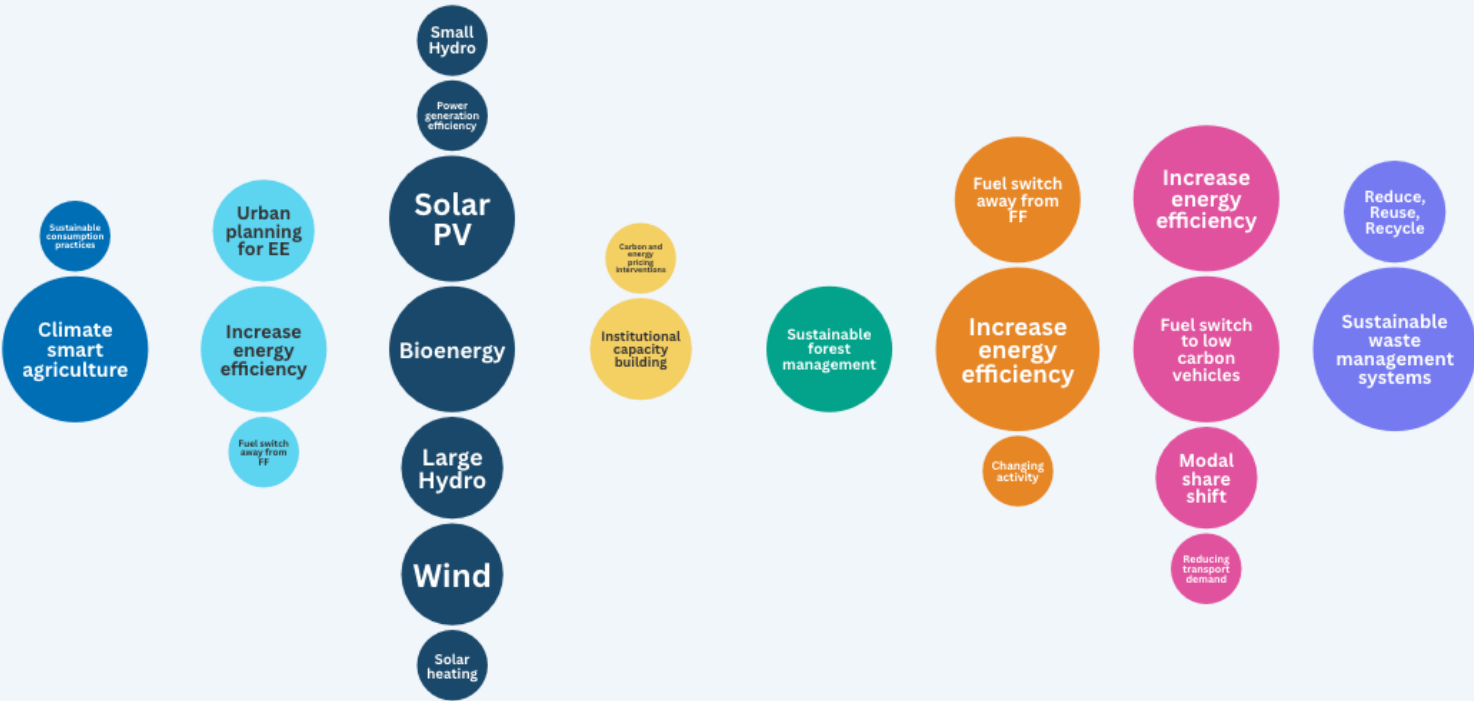 Sustainable
consumption
practices
Climate
smart
agriculture
Urban
planning
for EE
Increase
energy
efficiency
Fuel switch
away from
FF
Small
Hydro
Power
generation
efficiency
Solar
PV
Bioenergy
Large
Hydro
Wind
Solar
heating
Carbon and
energy
pricing
interventions
Institutional
capacity
building
Sustainable
forest
management
Fuel switch
away from
FF
Increase
energy
efficiency
Changing
activity
Increase
energy
efficiency
Fuel switch
to low
carbon
vehicles
Modal
share
shift
Reducing
transport
demand
Reduce,
Reuse,
Recycle
Sustainable
waste
management
systems